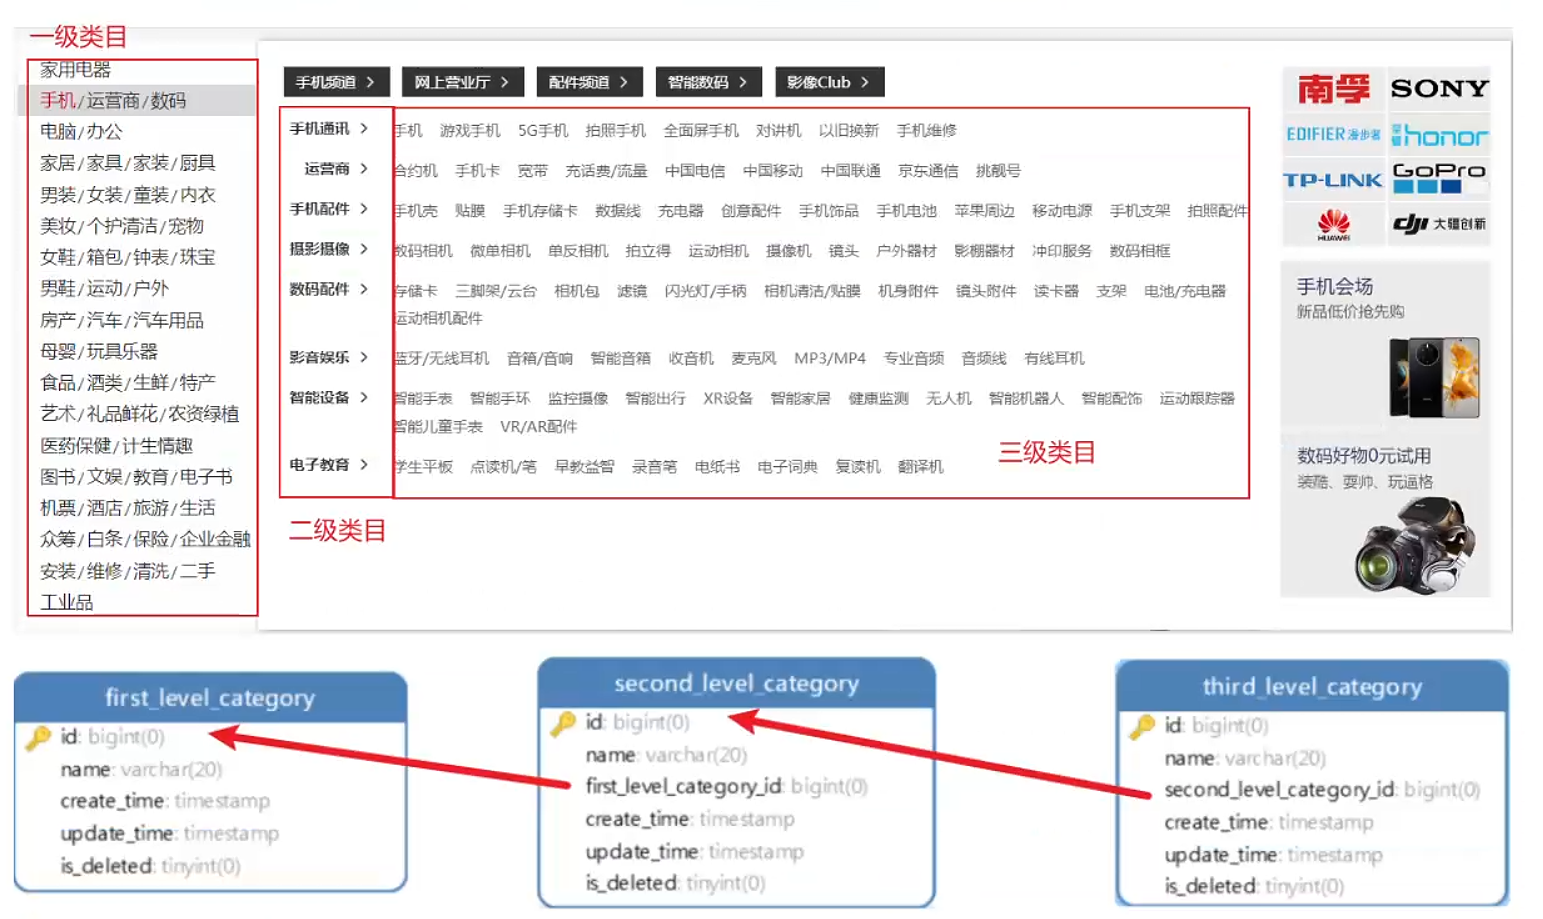 一级类目
家用电器
手机/运营商/数码
电脑/办公
家居/家具/家装/厨具
男装/女装/童装/内衣
美妆/个护清洁/宠物
女鞋/箱包/钟表/珠宝
男鞋/运动/户外
房产/汽车/汽车用品
母婴/玩具乐器
食品/酒类/生鲜/特产
艺术/礼品鲜花/农资绿植
医药保健/计生情趣
图书/文娱/教育/电子书
机票/酒店/旅游/生活
众筹/白条/保险/企业金融
安装/维修/清洗/二手
工业品
手机频道 > 网上营业厅 > 配件频道 > 智能数码 > 影像Club >
手机通讯 > 手机 游戏手机 5G手机 拍照手机 全面屏手机 对讲机 以旧换新 手机维修
运营商 > 合约机 手机卡 宽带 充话费/流量 中国电信 中国移动 中国联通 京东通信 挑靓号
手机配件 > 手机壳 贴膜 手机存储卡 数据线 充电器 创意配件 手机饰品 手机电池 苹果周边 移动电源 手机支架 拍照配件
摄影摄像 > 数码相机 微单相机 单反相机 拍立得 运动相机 摄像机 镜头 户外器材 影棚器材 冲印服务 数码相框
数码配件 > 存储卡 三脚架/云台 相机包 滤镜 闪光灯/手柄 相机清洁/贴膜 机身附件 镜头附件 读卡器 支架 电池/充电器
运动相机配件
影音娱乐 > 蓝牙/无线耳机 音箱/音响 智能音箱 收音机 麦克风 MP3/MP4 专业音频 音频线 有线耳机
智能设备 > 智能手表 智能手环 监控摄像 智能出行 XR设备 智能家居 健康监测 无人机 智能机器人 智能配饰 运动跟踪器
智能儿童手表 VR/AR配件
电子教育 > 学生平板 点读机/笔 早教益智 录音笔 电纸书 电子词典 复读机 翻译机
三级类目
二级类目
南孚 SONY
EDIFIER 漫步者 荣耀 honor
TP-LINK GoPro
HUAWEI dji 大疆创新
手机会场
新品低价抢先购
数码好物0元试用
装酷、耍帅、玩逼格
first_level_category
id: bigint(0)
name: varchar(20)
create_time: timestamp
update_time: timestamp
is_deleted: tinyint(0)
second_level_category
id: bigint(0)
name: varchar(20)
first_level_category_id: bigint(0)
create_time: timestamp
update_time: timestamp
is_deleted: tinyint(0)
third_level_category
id: bigint(0)
name: varchar(20)
second_level_category_id: bigint(0)
create_time: timestamp
update_time: timestamp
is_deleted: tinyint(0)